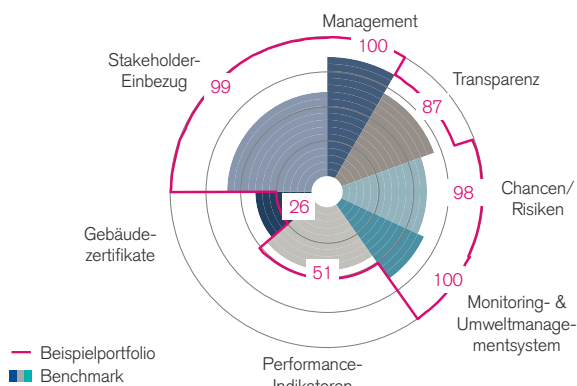 Management
100
Stakeholder-
Einbezug
99
Transparenz
87
Chancen/
Risiken
98
26
Gebäude-
zertifikate
51
100
Monitoring- &
Umweltmanage-
mentsystem
Beispielportfolio
Benchmark
Performance-
Indikatoren